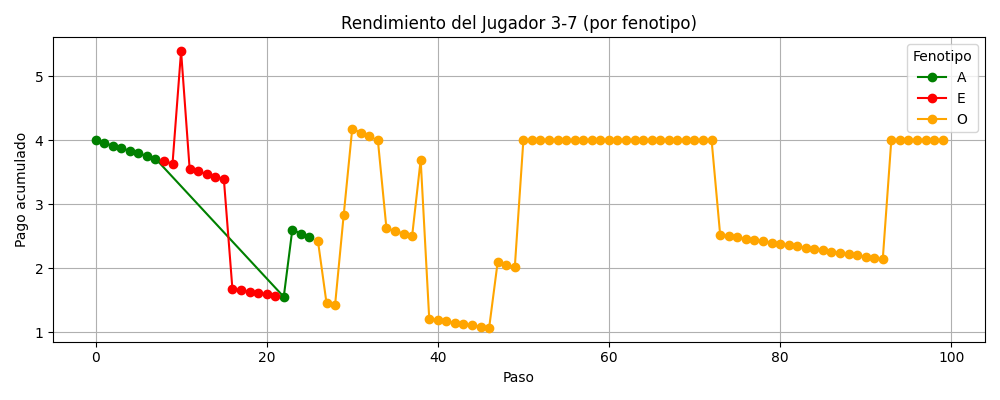 Rendimiento del Jugador 3-7 (por fenotipo)
Pago acumulado
5
4
3
2
1
0
20
40
60
80
100
Paso
Fenotipo
A
E
O